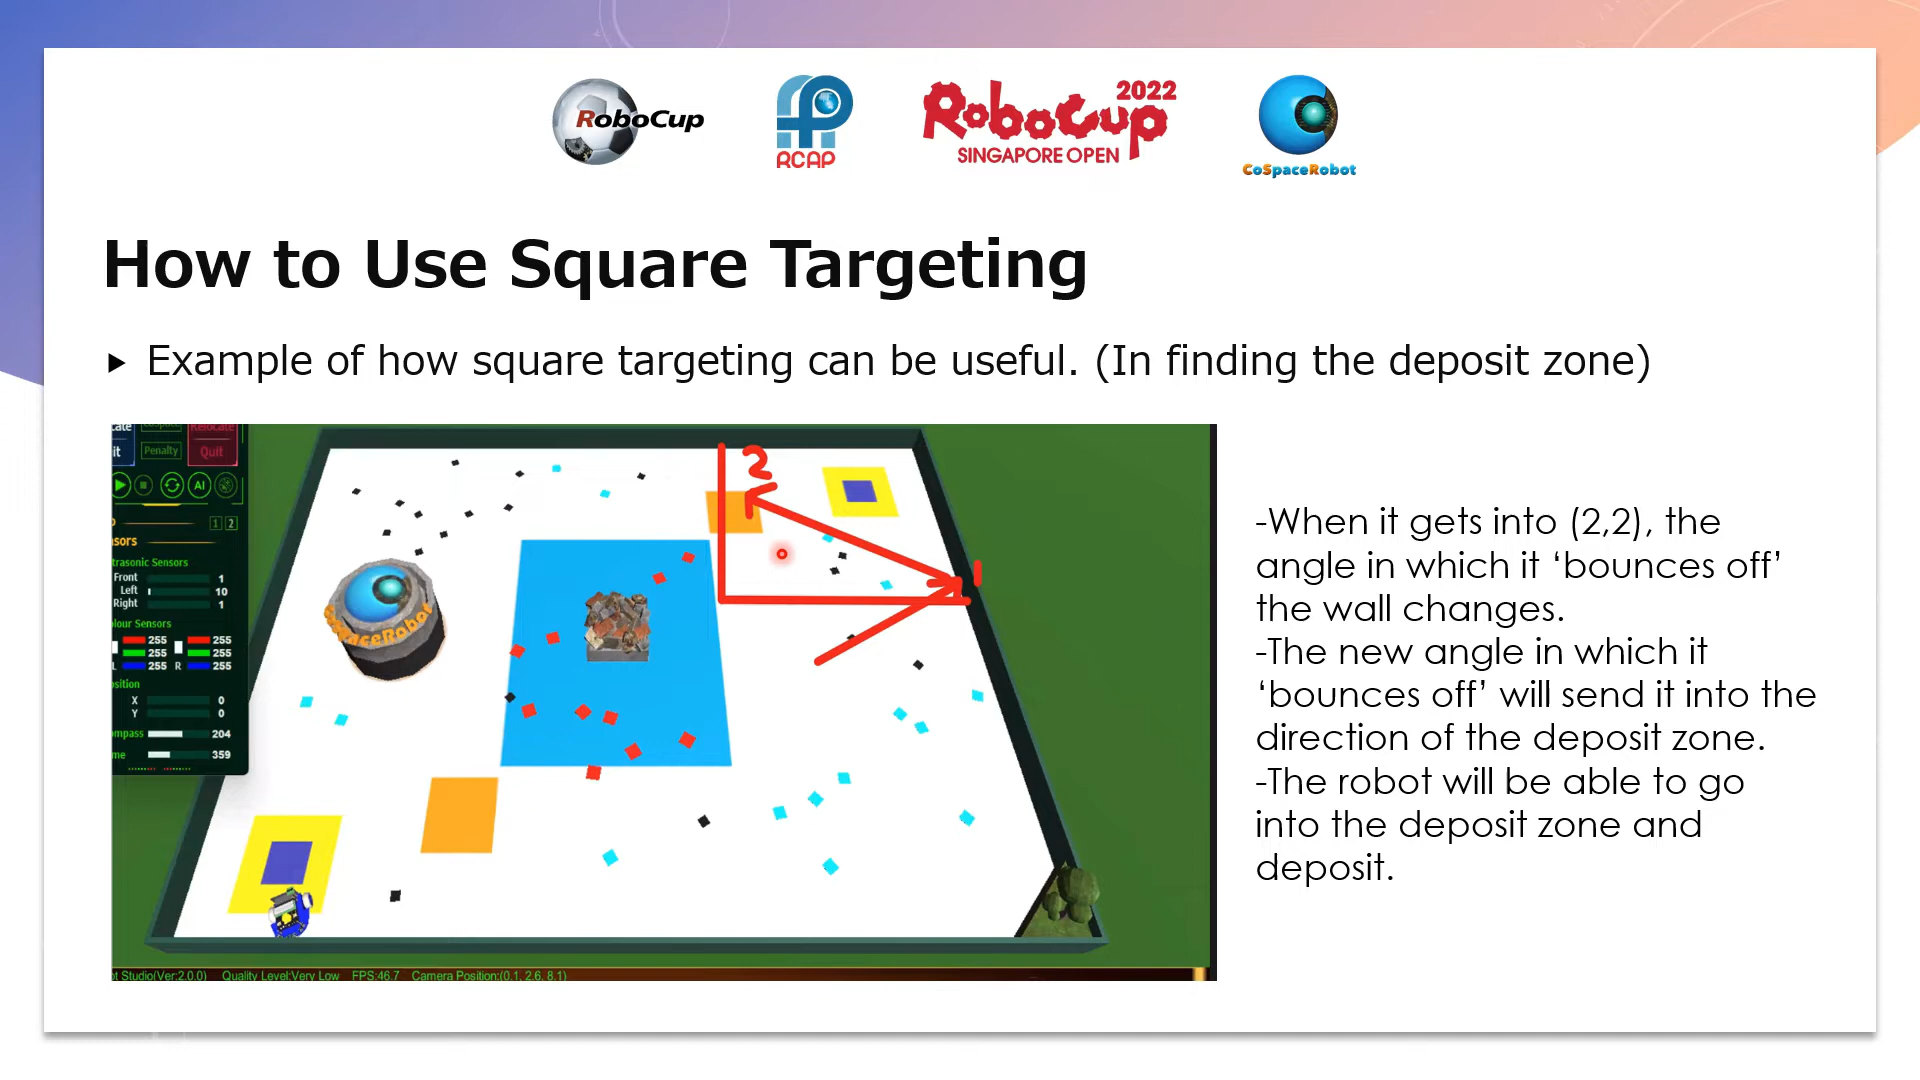 RoboCup
RCAP
RoboCup 2022
SINGAPORE OPEN
CoSpaceRobot
How to Use Square Targeting
Example of how square targeting can be useful. (In finding the deposit zone)
cate Relocate
it Penalty Quit
AI
1 2
sors
trasonic Sensors
Front 1
Left 10
Right 1
lour Sensors
255 255
255 255
L 255 R 255
sition
X 0
Y 0
mpass 204
me 359
CoSpaceRobot
2
1
ot Studio(Ver:2.0.0) Quality Level:Very Low FPS:46.7 Camera Position:(0.1, 2.6, 8.1)
-When it gets into (2,2), the
angle in which it ‘bounces off’
the wall changes.
-The new angle in which it
‘bounces off’ will send it into the
direction of the deposit zone.
-The robot will be able to go
into the deposit zone and
deposit.